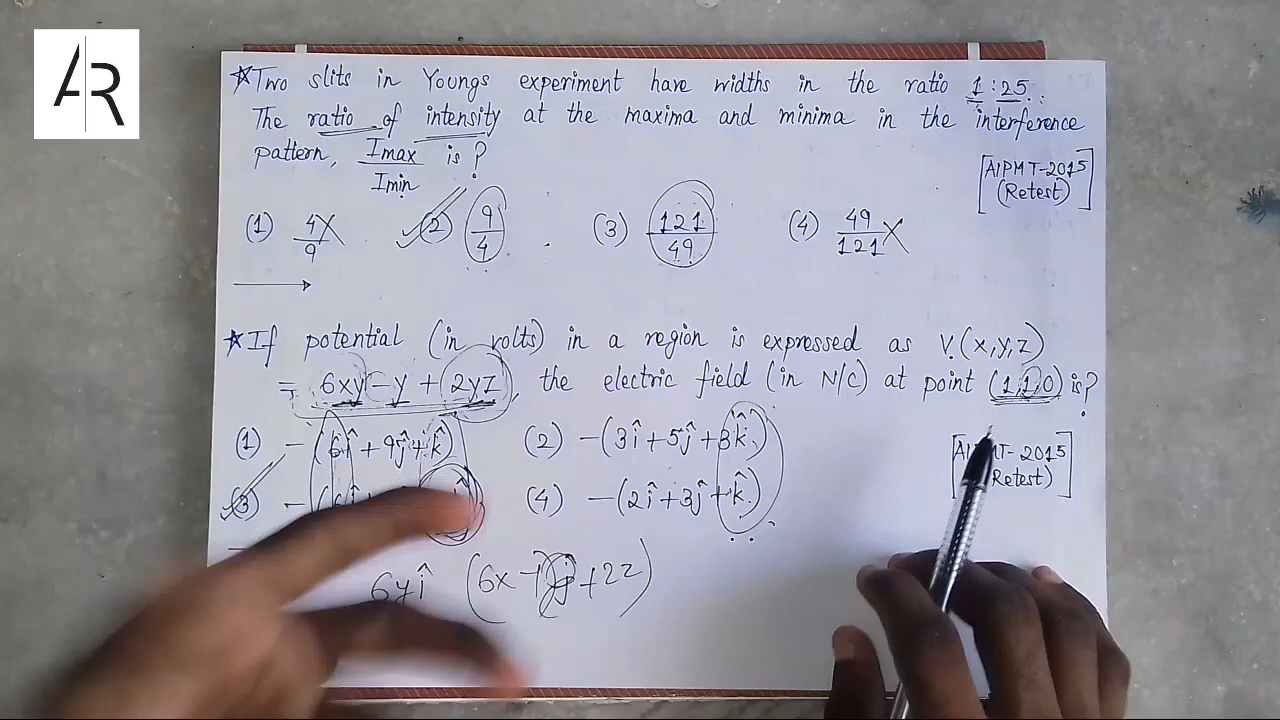 AR
*Two slits in Youngs experiment have widths in the ratio 1 : 25.
The ratio of intensity at the maxima and minima in the interference
pattern, Imax/Imin is ?
[AIPMT-2015
(Retest)]
(1) 4/9 (2) 9/4 (3) 121/49 (4) 49/121
*If potential (in volts) in a region is expressed as V(x,y,z)
= 6xy - y + 2yz, the electric field (in N/C) at point (1,1,0) is?
(1) -(6î + 9ĵ + k̂) (2) -(3î + 5ĵ + 3k̂)
[AIPMT- 2015
Retest)]
(3) (4) -(2î + 3ĵ + k̂)
6yî (6x - ĵ + 2z)